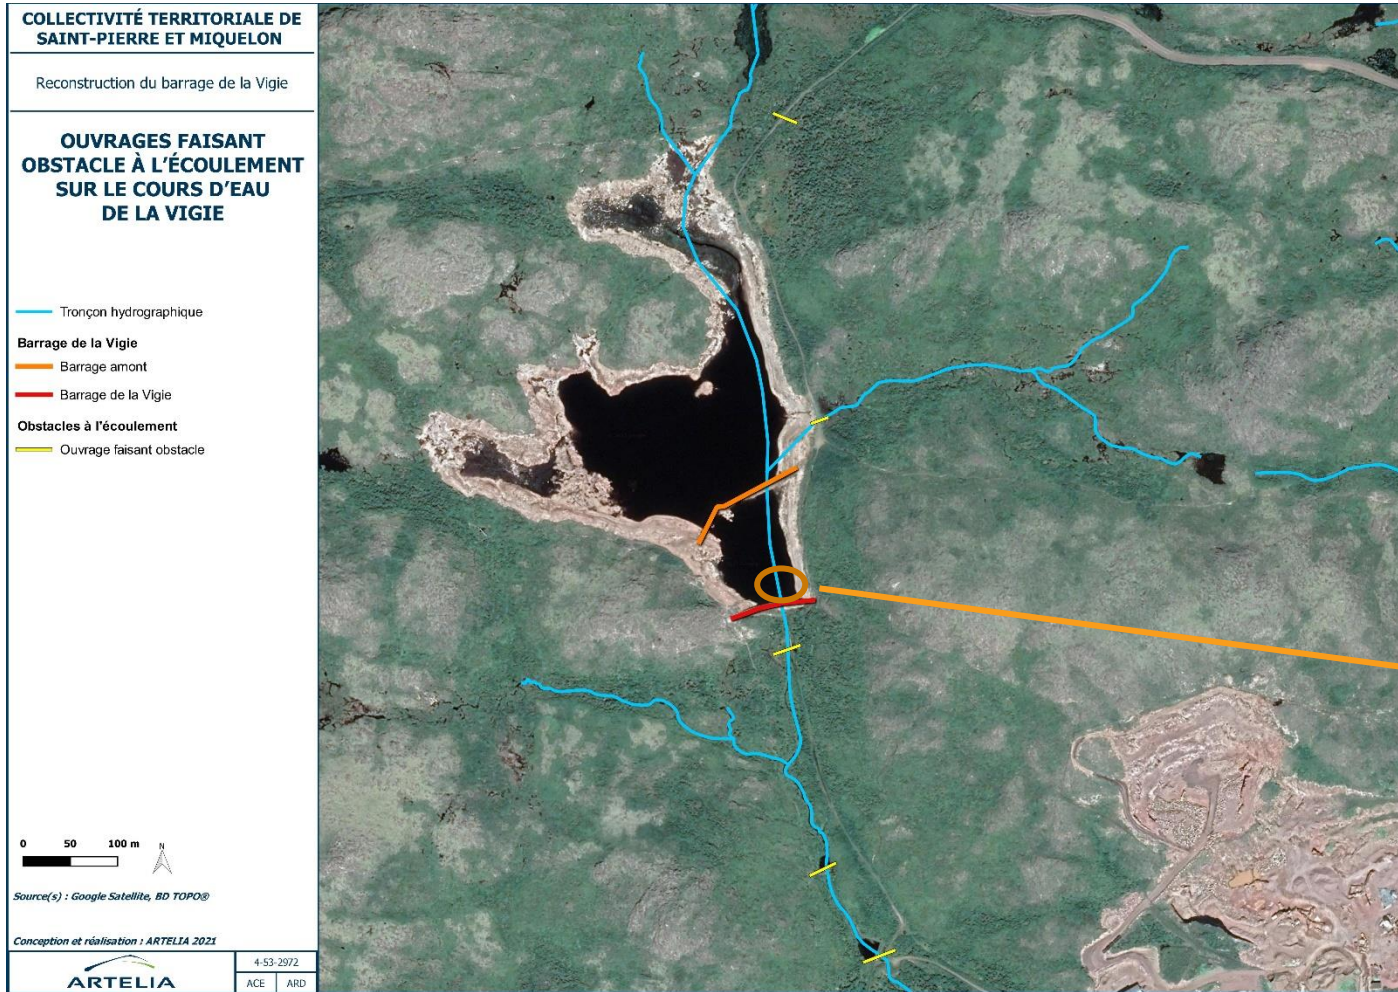 COLLECTIVITÉ TERRITORIALE DE
SAINT-PIERRE ET MIQUELON
Reconstruction du barrage de la Vigie
OUVRAGES FAISANT
OBSTACLE À L'ÉCOULEMENT
SUR LE COURS D'EAU
DE LA VIGIE
Tronçon hydrographique
Barrage de la Vigie
Barrage amont
Barrage de la Vigie
Obstacles à l'écoulement
Ouvrage faisant obstacle
0 50 100 m
N
Source(s) : Google Satellite, BD TOPO®
Conception et réalisation : ARTELIA 2021
ARTELIA
4-53-2972
ACE ARD